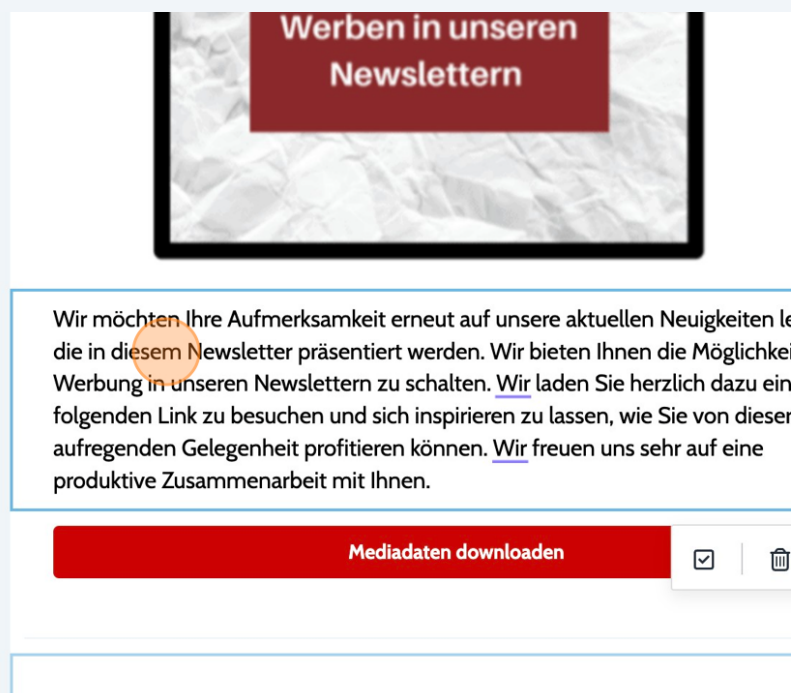 Werben in unseren
Newslettern
Wir möchten Ihre Aufmerksamkeit erneut auf unsere aktuellen Neuigkeiten
die in diesem Newsletter präsentiert werden. Wir bieten Ihnen die
Werbung in unseren Newslettern zu schalten. Wir laden Sie herzlich dazu ein
folgenden Link zu besuchen und sich inspirieren zu lassen, wie Sie von
aufregenden Gelegenheit profitieren können. Wir freuen uns sehr auf eine
produktive Zusammenarbeit mit Ihnen.
Mediadaten downloaden